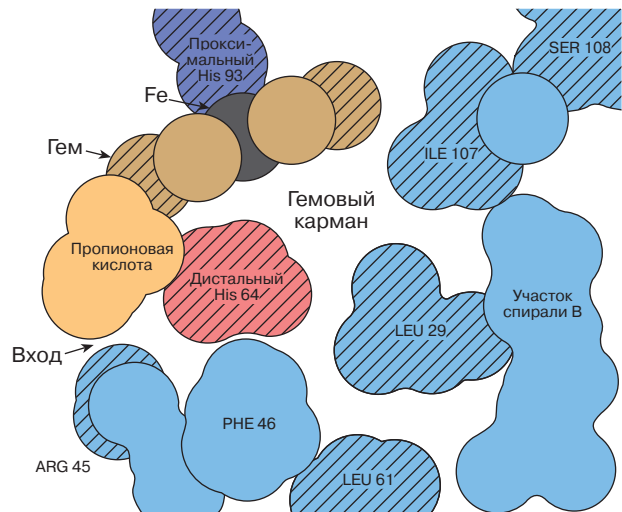 Прокси-
мальный
His 93
SER 108
Fe
Гем
ILE 107
Гемовый
карман
Пропионовая
кислота
Дистальный
His 64
Участок
спирали B
LEU 29
Вход
PHE 46
ARG 45
LEU 61